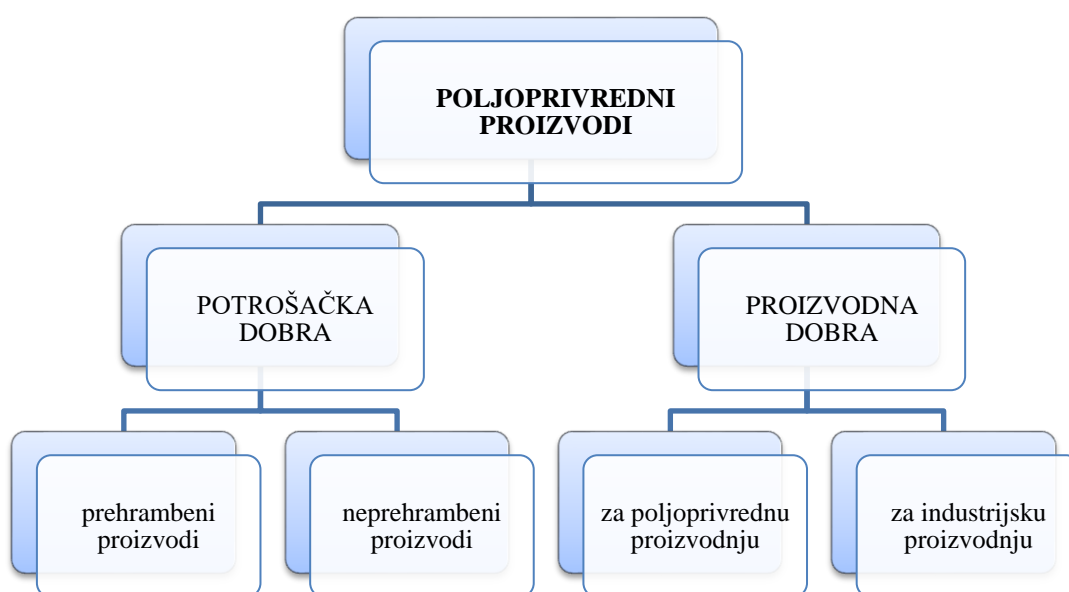 POLJOPRIVREDNI
PROIZVODI
POTROŠAČKA
DOBRA
PROIZVODNA
DOBRA
prehrambeni
proizvodi
neprehrambeni
proizvodi
za poljoprivrednu
proizvodnju
za industrijsku
proizvodnju